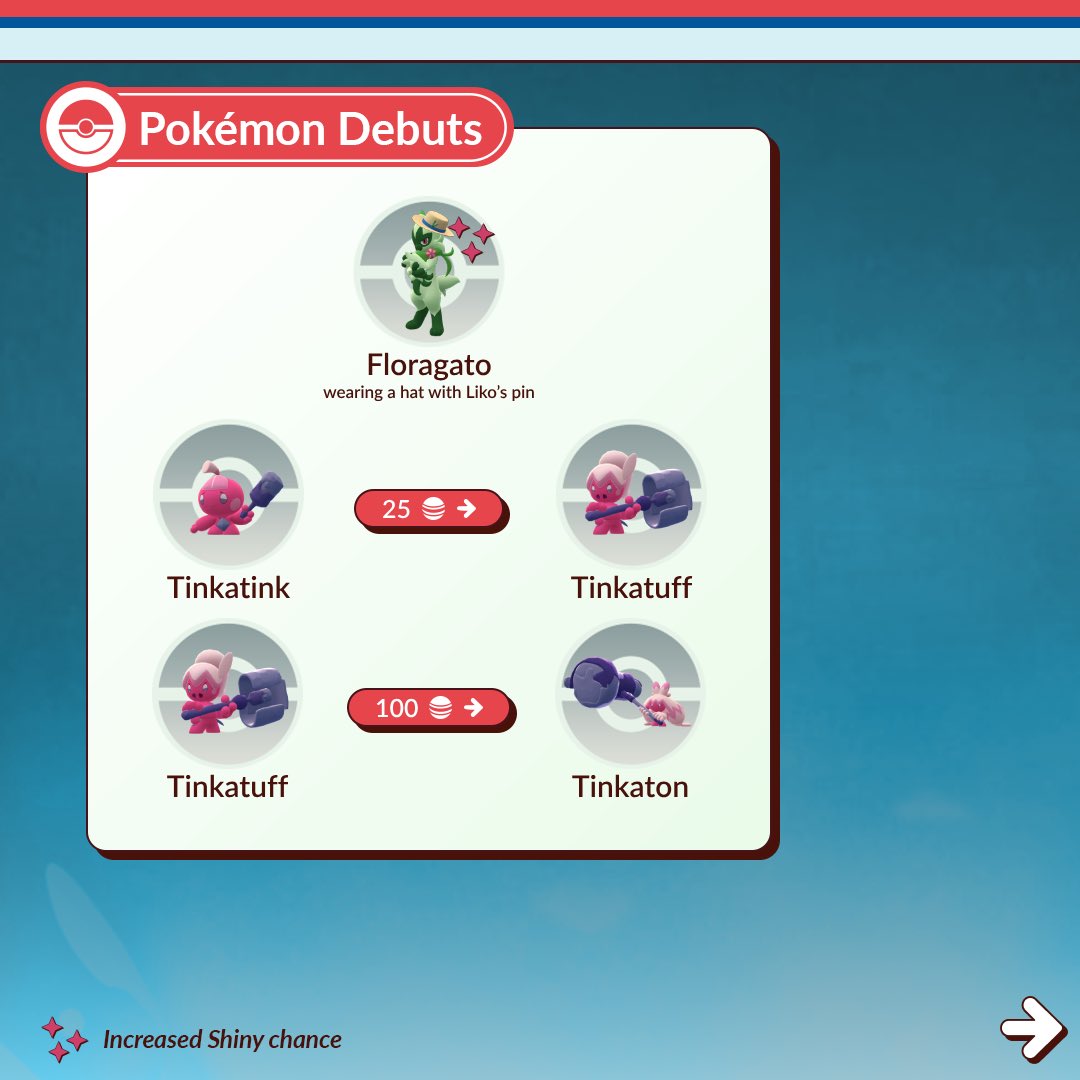 Pokémon Debuts
Floragato
wearing a hat with Liko's pin
25
Tinkatink
Tinkatuff
100
Tinkatuff
Tinkaton
Increased Shiny chance